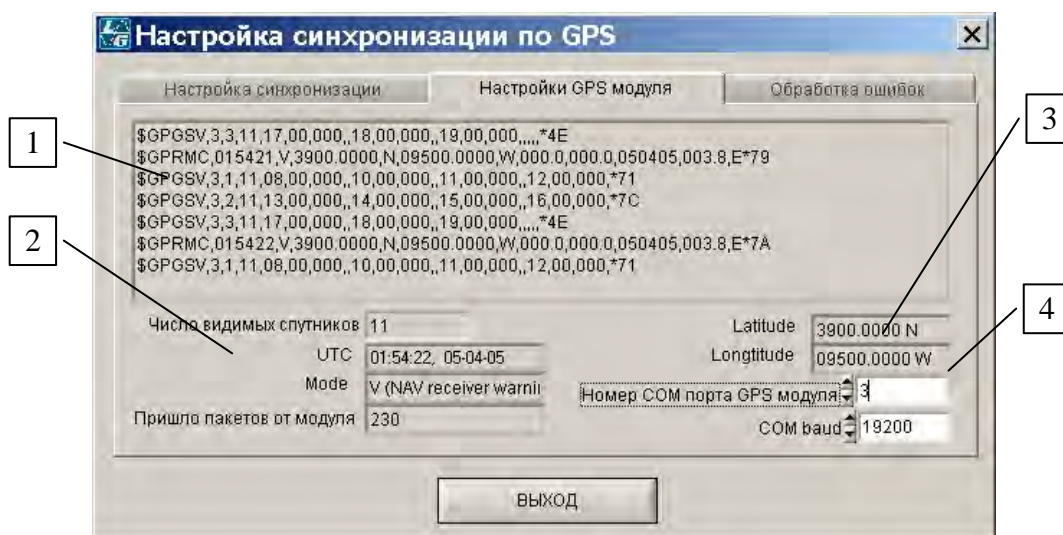 Настройка синхронизации по GPS
Настройка синхронизации
Настройки GPS модуля
Обработка ошибок
1
3
$GPGSV,3,3,11,17,00,000,,18,00,000,,19,00,000,,,,,*4E
$GPRMC,015421,V,3900.0000,N,09500.0000,W,000.0,000.0,050405,003.8,E*79
$GPGSV,3,1,11,08,00,000,,10,00,000,,11,00,000,,12,00,000,*71
$GPGSV,3,2,11,13,00,000,,14,00,000,,15,00,000,,16,00,000,*7C
$GPGSV,3,3,11,17,00,000,,18,00,000,,19,00,000,,,,,*4E
$GPRMC,015422,V,3900.0000,N,09500.0000,W,000.0,000.0,050405,003.8,E*7A
$GPGSV,3,1,11,08,00,000,,10,00,000,,11,00,000,,12,00,000,*71
2
4
Число видимых спутников 11
Latitude 3900.0000 N
UTC 01:54:22, 05-04-05
Longtitude 09500.0000 W
Mode V (NAV receiver warnii
Номер COM порта GPS модуля 3
Пришло пакетов от модуля 230
COM baud 19200
ВЫХОД